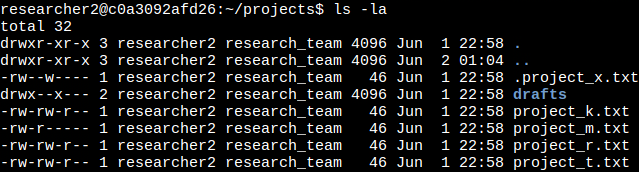 researcher2@c0a3092afd26:~/projects$ ls -la
total 32
drwxr-xr-x 3 researcher2 research_team 4096 Jun  1 22:58 .
drwxr-xr-x 3 researcher2 research_team 4096 Jun  2 01:04 ..
-rw--w---- 1 researcher2 research_team   46 Jun  1 22:58 .project_x.txt
drwx--x--- 2 researcher2 research_team 4096 Jun  1 22:58 drafts
-rw-rw-r-- 1 researcher2 research_team   46 Jun  1 22:58 project_k.txt
-rw-r----- 1 researcher2 research_team   46 Jun  1 22:58 project_m.txt
-rw-rw-r-- 1 researcher2 research_team   46 Jun  1 22:58 project_r.txt
-rw-rw-r-- 1 researcher2 research_team   46 Jun  1 22:58 project_t.txt